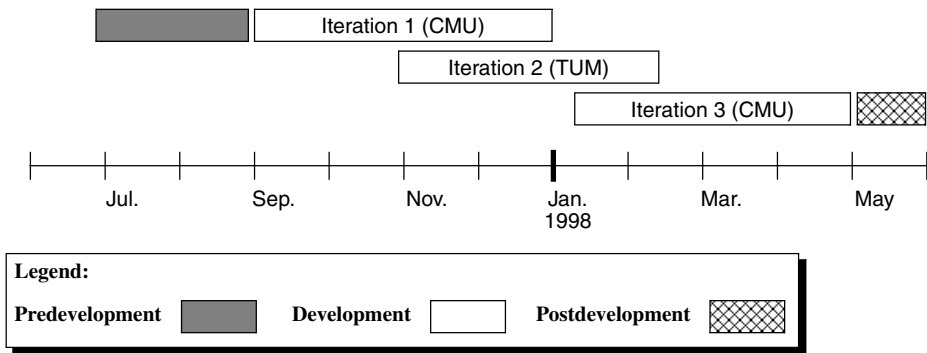 Iteration 1 (CMU)
Iteration 2 (TUM)
Iteration 3 (CMU)
Jul. Sep. Nov. Jan. Mar. May
1998
Legend:
Predevelopment Development Postdevelopment